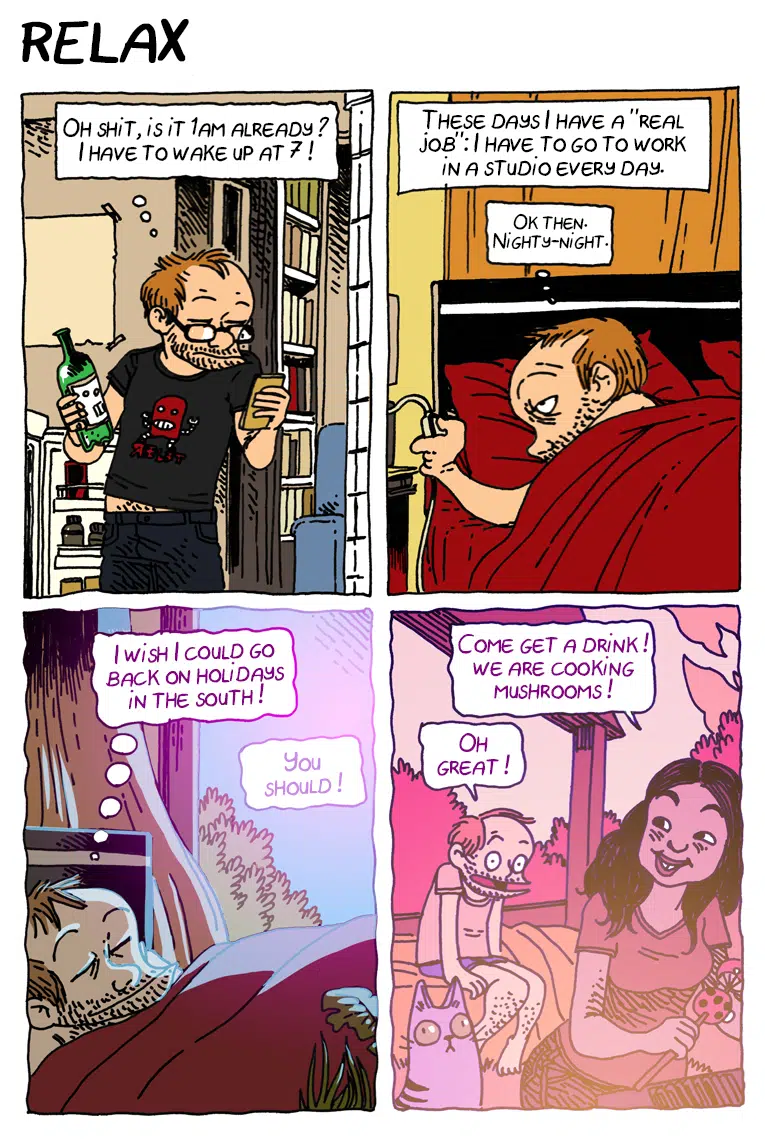 RELAX
OH SHIT, IS IT 1AM ALREADY?
I HAVE TO WAKE UP AT 7!
THESE DAYS I HAVE A "REAL
JOB": I HAVE TO GO TO WORK
IN A STUDIO EVERY DAY.
OK THEN.
NIGHTY-NIGHT.
I WISH I COULD GO
BACK ON HOLIDAYS
IN THE SOUTH!
YOU
SHOULD!
COME GET A DRINK!
WE ARE COOKING
MUSHROOMS!
OH
GREAT!